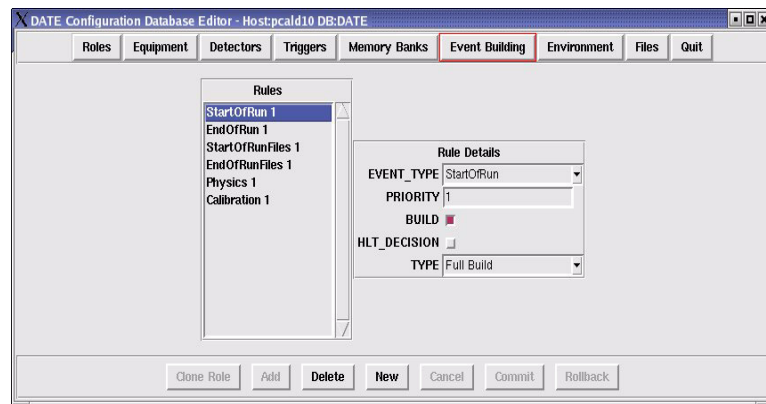 DATE Configuration Database Editor - Host:pcald10 DB:DATE
Roles Equipment Detectors Triggers Memory Banks Event Building Environment Files Quit
Rules
StartOfRun 1
EndOfRun 1
StartOfRunFiles 1
EndOfRunFiles 1
Physics 1
Calibration 1
Rule Details
EVENT_TYPE StartOfRun
PRIORITY 1
BUILD
HLT_DECISION
TYPE Full Build
Clone Role Add Delete New Cancel Commit Rollback